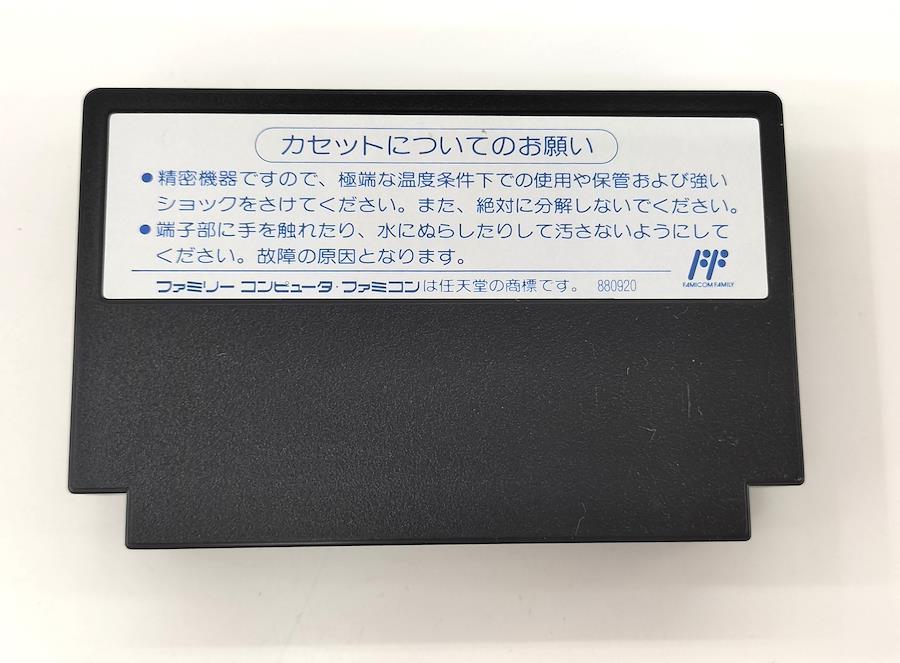 カセットについてのお願い
●精密機器ですので、極端な温度条件下での使用や保管および強い
ショックをさけてください。また、絶対に分解しないでください。
●端子部に手を触れたり、水にぬらしたりして汚さないようにして
ください。故障の原因となります。
ファミリー コンピュータ・ファミコンは任天堂の商標です。 880920
FAMICOM FAMILY